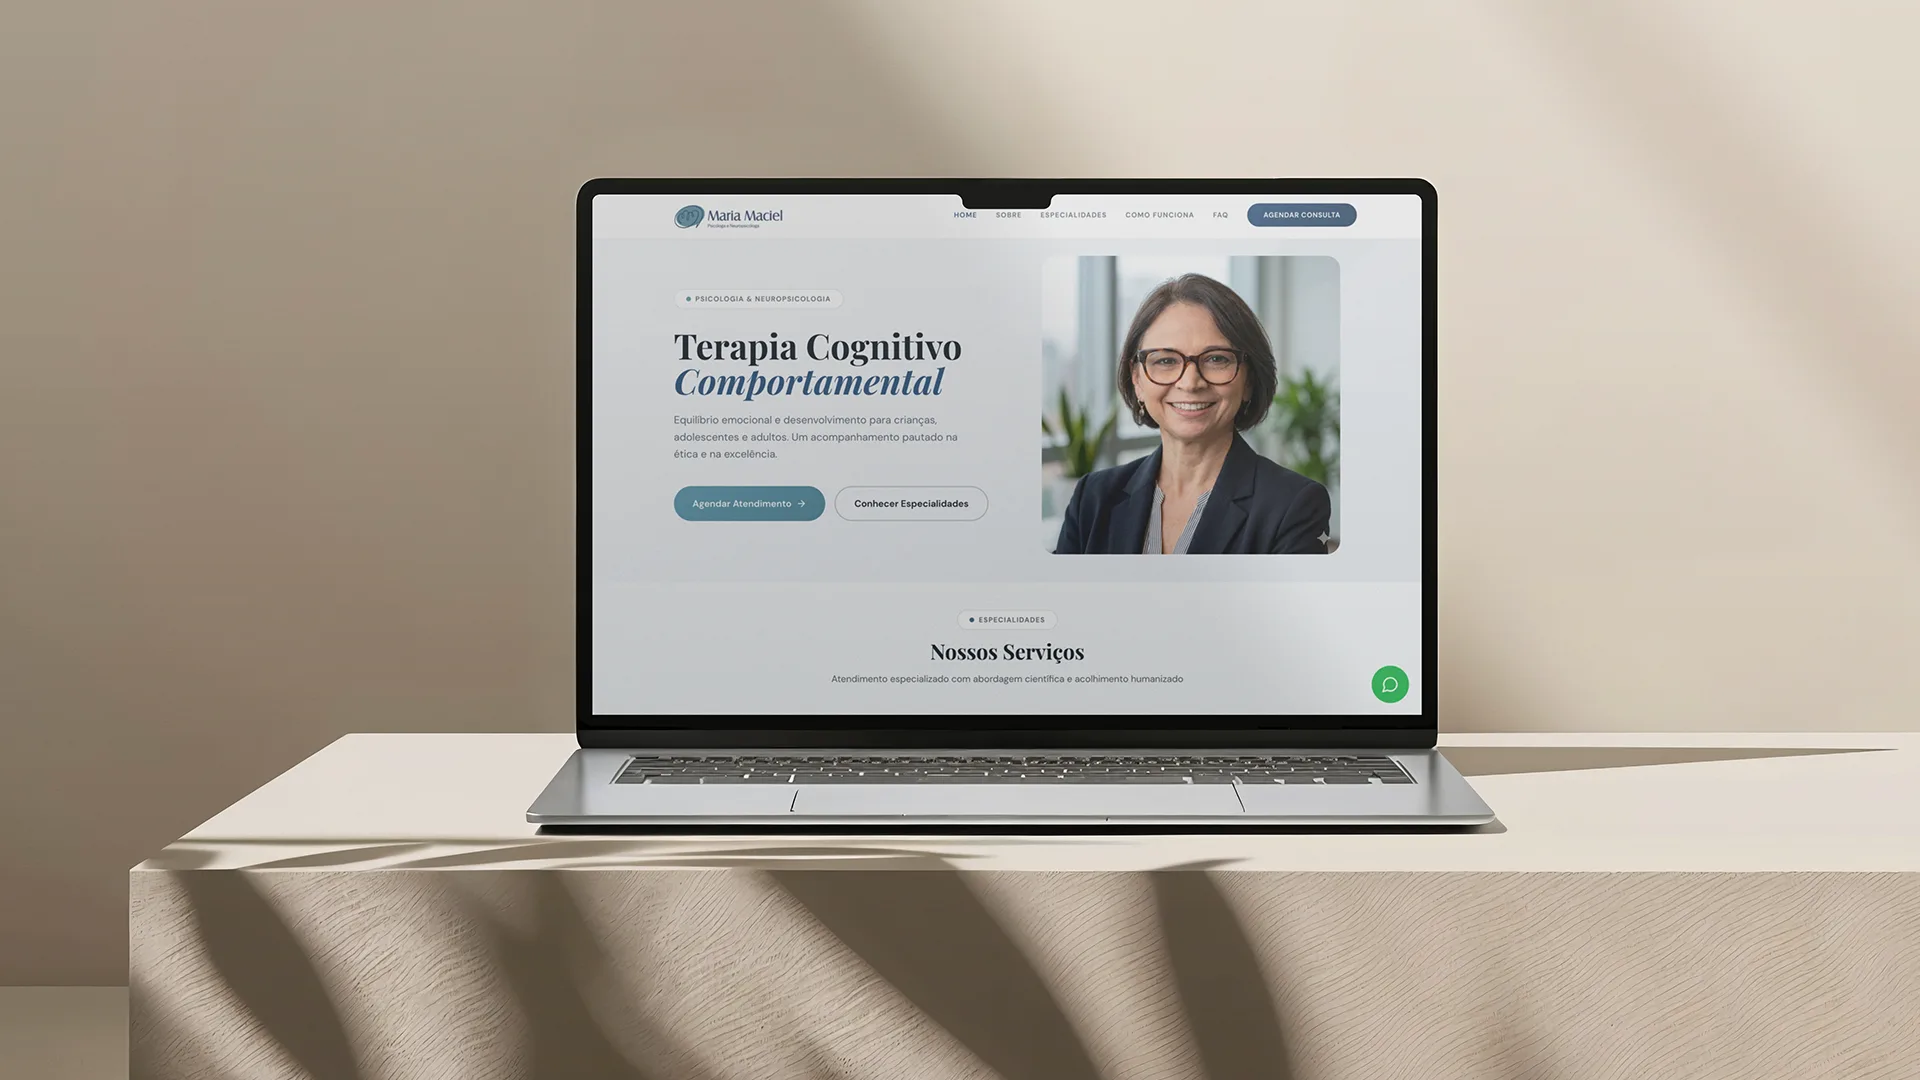 Maria Maciel
Psicóloga e Neuropsicóloga
HOME SOBRE ESPECIALIDADES COMO FUNCIONA FAQ AGENDAR CONSULTA
PSICOLOGIA & NEUROPSICOLOGIA
Terapia Cognitivo
Comportamental
Equilíbrio emocional e desenvolvimento para crianças,
adolescentes e adultos. Um acompanhamento pautado na
ética e na excelência.
Agendar Atendimento →
Conhecer Especialidades
ESPECIALIDADES
Nossos Serviços
Atendimento especializado com abordagem científica e acolhimento humanizado